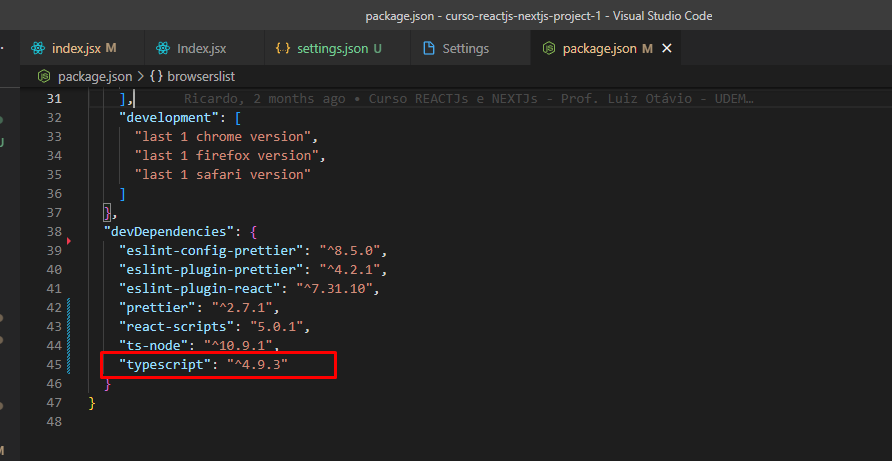 package.json - curso-reactjs-nextjs-project-1 - Visual Studio Code
index.jsx M Index.jsx settings.json U Settings package.json M
package.json > {} browserslist
31 ], Ricardo, 2 months ago • Curso REACTJs e NEXTJs - Prof. Luiz Otávio - UDEM…
32 "development": [
33 "last 1 chrome version",
34 "last 1 firefox version",
35 "last 1 safari version"
36 ]
37 },
38 "devDependencies": {
39 "eslint-config-prettier": "^8.5.0",
40 "eslint-plugin-prettier": "^4.2.1",
41 "eslint-plugin-react": "^7.31.10",
42 "prettier": "^2.7.1",
43 "react-scripts": "5.0.1",
44 "ts-node": "^10.9.1",
45 "typescript": "^4.9.3"
46 }
47 }
48